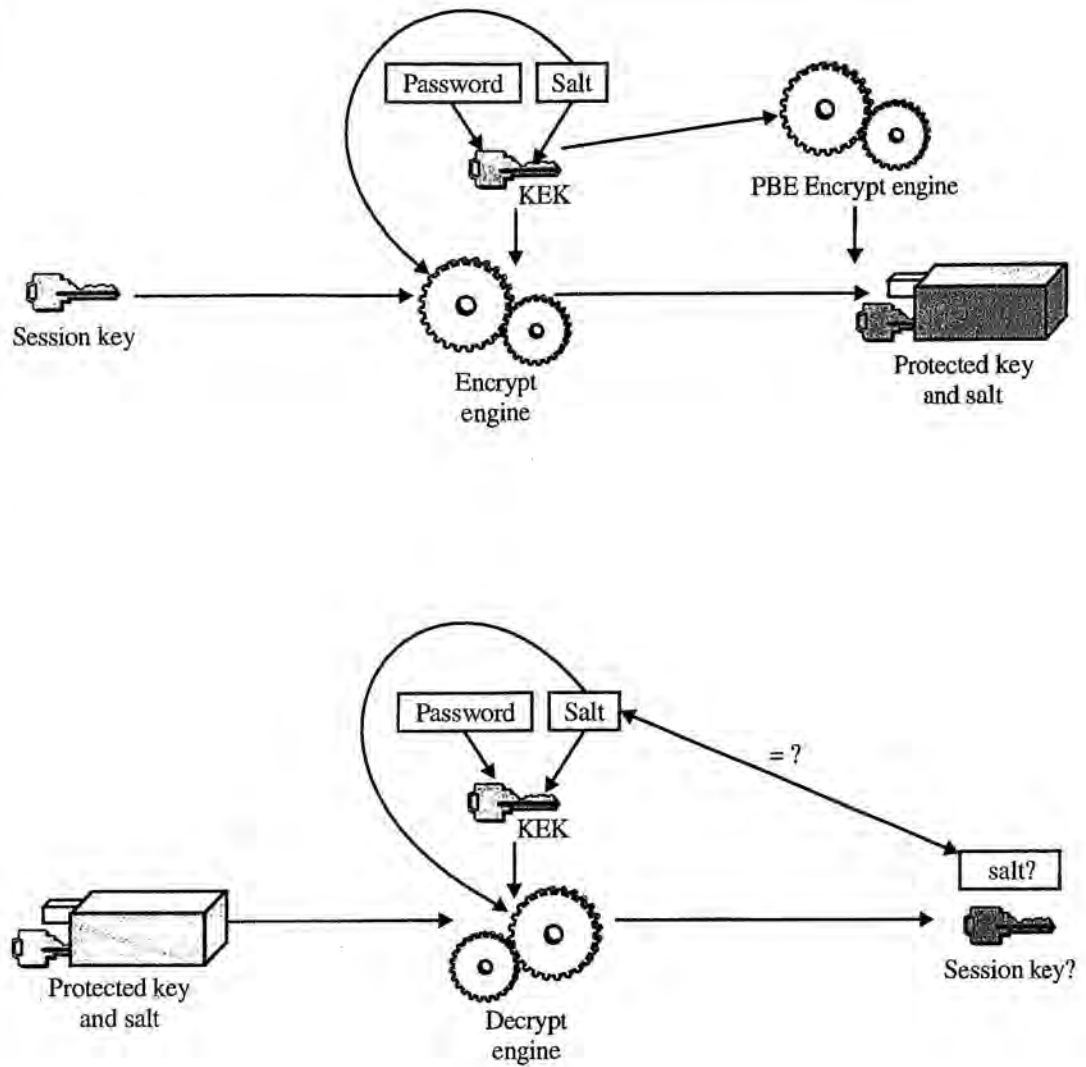 Password
Salt
KEK
PBE Encrypt engine
Session key
Encrypt
engine
Protected key
and salt
Password
Salt
= ?
KEK
salt?
Protected key
and salt
Session key?
Decrypt
engine